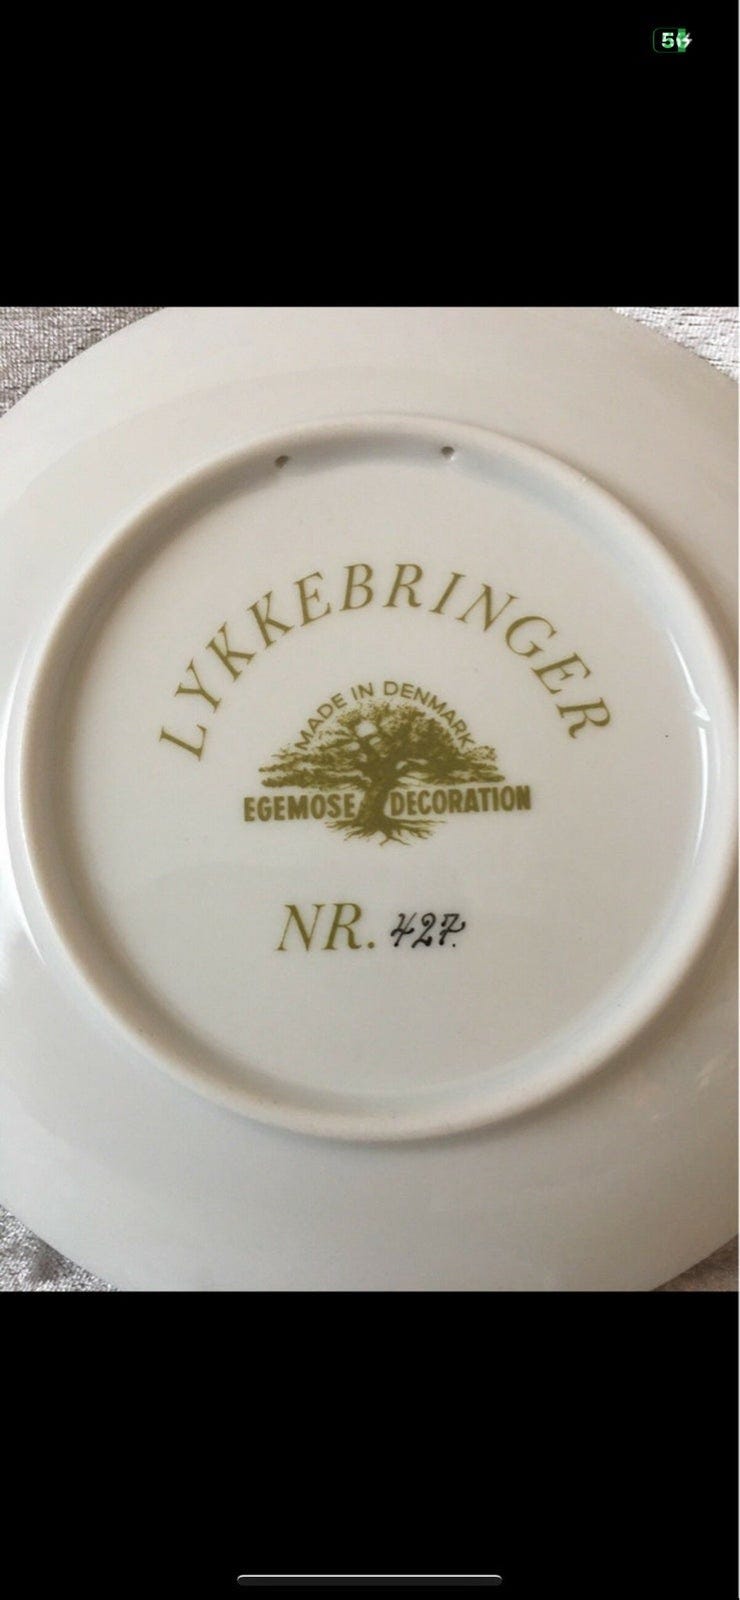 LYKKEBRINGER
MADE IN DENMARK
EGEMOSE DECORATION
NR. 427.